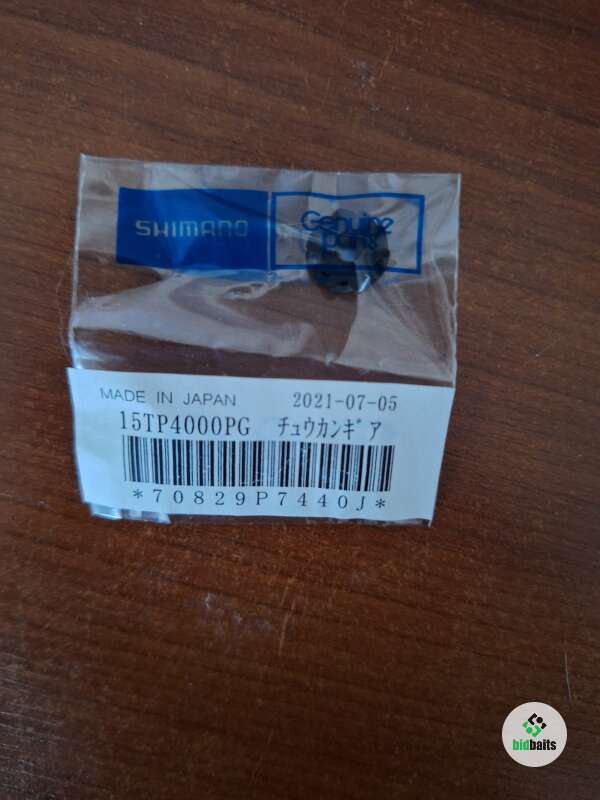 SHIMANO
Genuine
parts
MADE IN JAPAN 2021-07-05
15TP4000PG チュウカンギア
*70829P7440J*
bidbaits